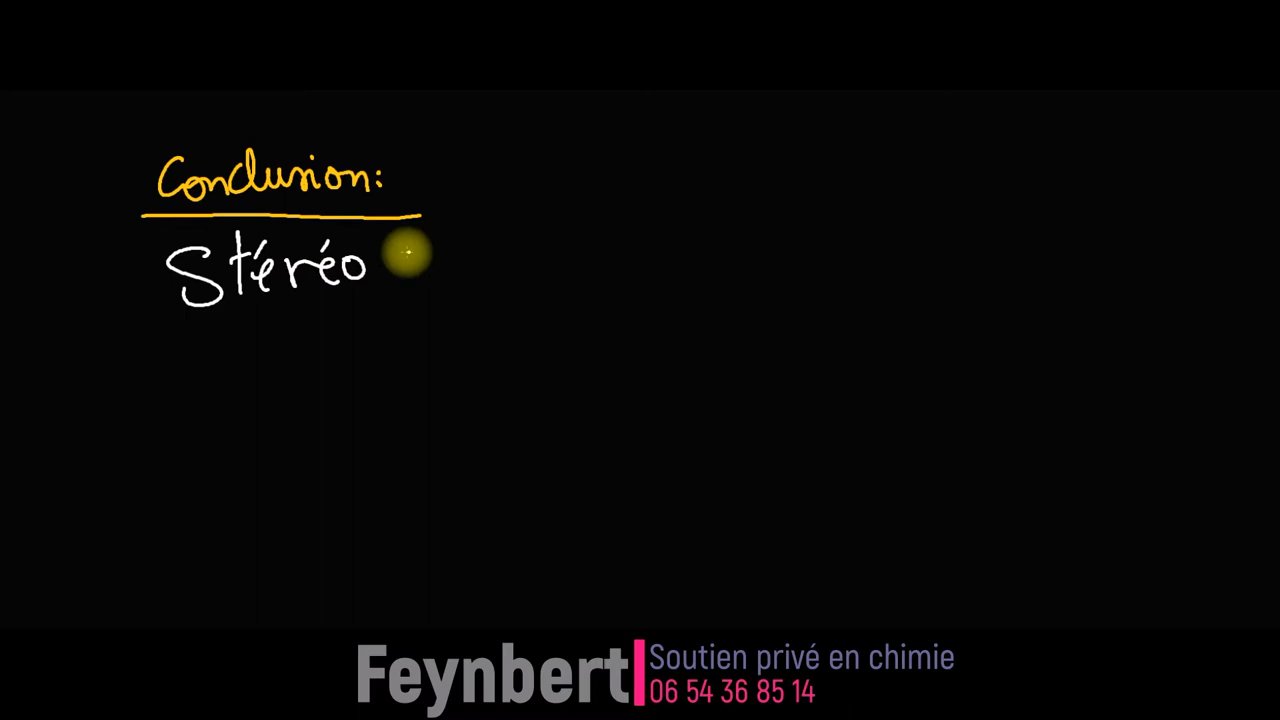 Conclusion:
Stéréo
Feynbert
Soutien privé en chimie
06 54 36 85 14